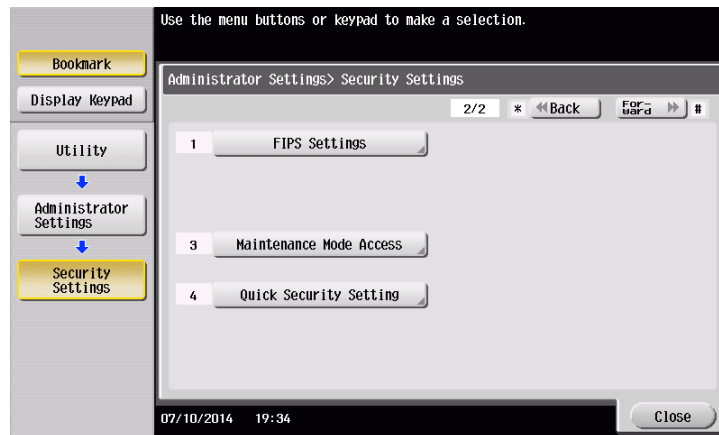 Use the menu buttons or keypad to make a selection.
Bookmark
Display Keypad
Utility
Administrator
Settings
Security
Settings
Administrator Settings> Security Settings
2/2 * Back For-
ward #
1 FIPS Settings
3 Maintenance Mode Access
4 Quick Security Setting
07/10/2014 19:34
Close